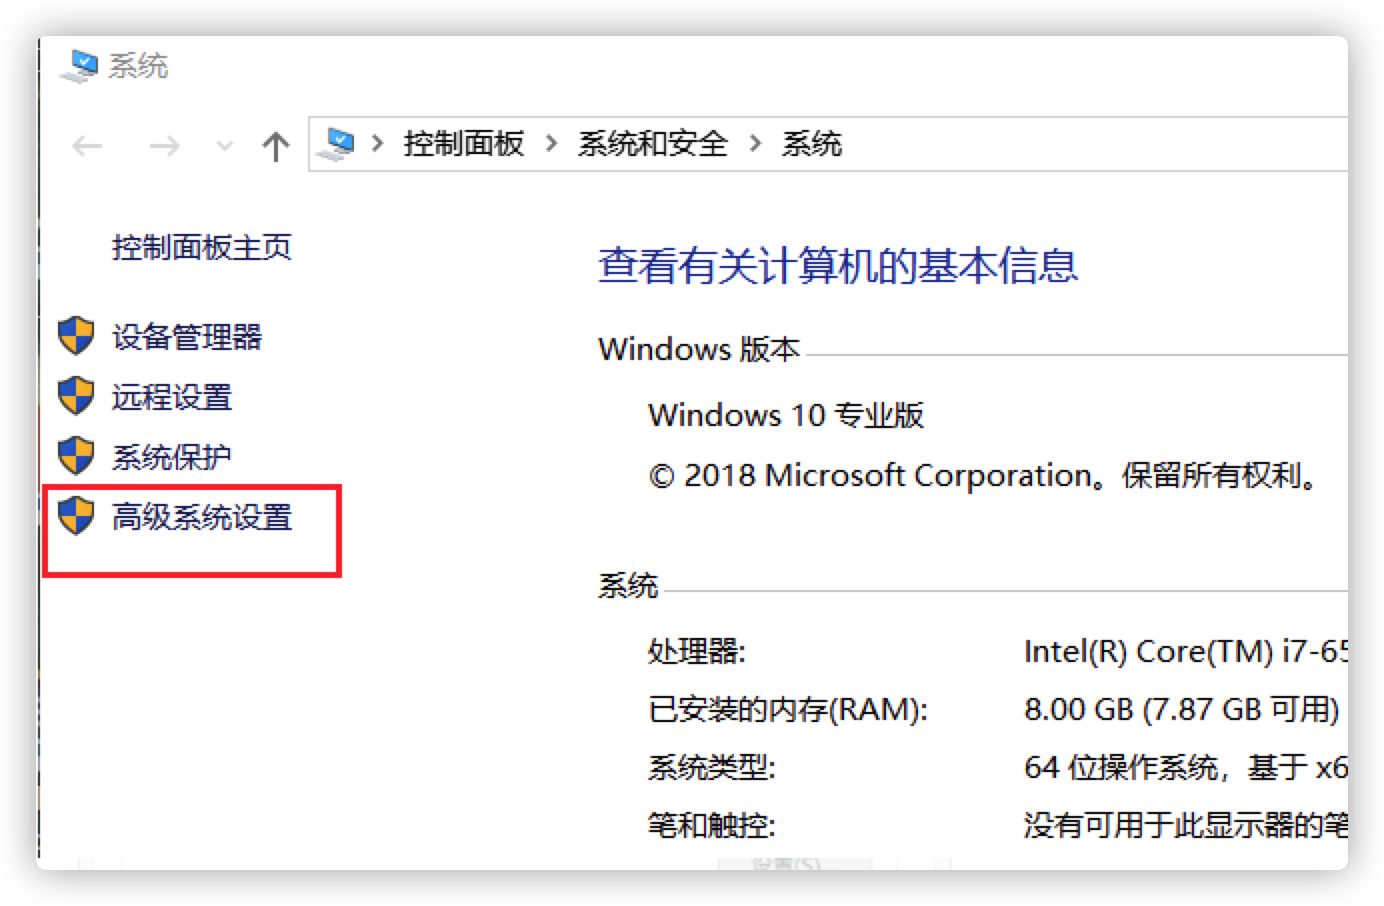 系统
控制面板 > 系统和安全 > 系统
控制面板主页
设备管理器
远程设置
系统保护
高级系统设置
查看有关计算机的基本信息
Windows 版本
Windows 10 专业版
© 2018 Microsoft Corporation。保留所有权利。
系统
处理器: Intel(R) Core(TM) i7-65
已安装的内存(RAM): 8.00 GB (7.87 GB 可用)
系统类型: 64 位操作系统，基于 x6
笔和触控: 没有可用于此显示器的笔
设置(S)